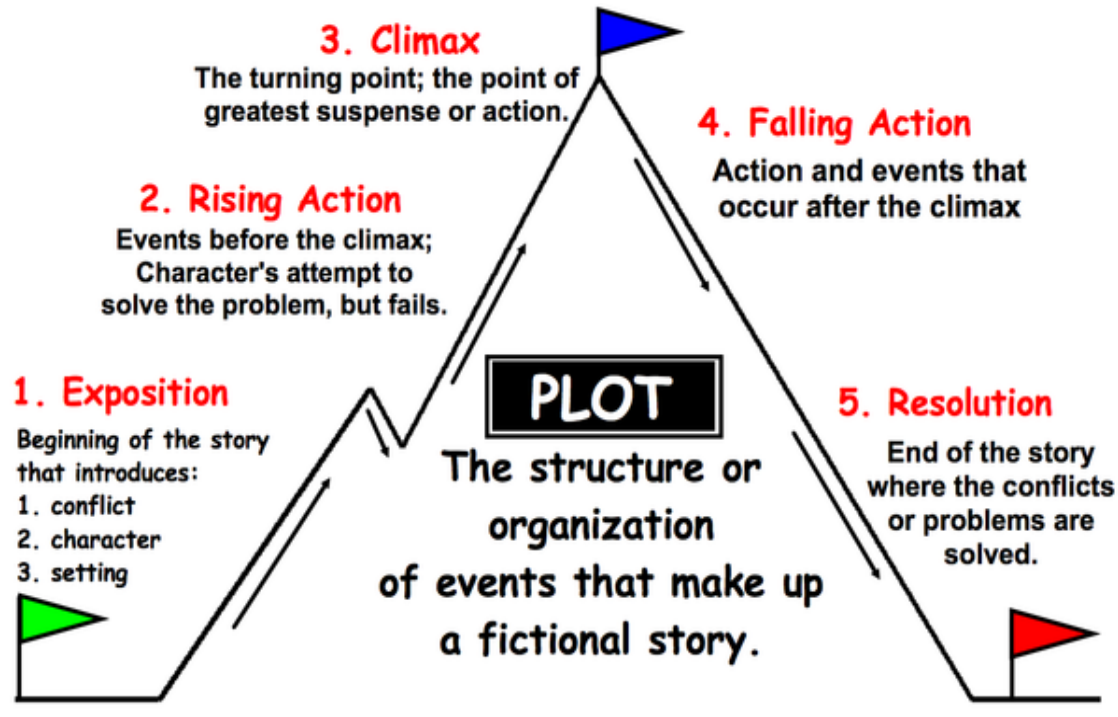 3. Climax
The turning point; the point of
greatest suspense or action.
4. Falling Action
Action and events that
occur after the climax
2. Rising Action
Events before the climax;
Character's attempt to
solve the problem, but fails.
1. Exposition
Beginning of the story
that introduces:
1. conflict
2. character
3. setting
PLOT
The structure or
organization
of events that make up
a fictional story.
5. Resolution
End of the story
where the conflicts
or problems are
solved.